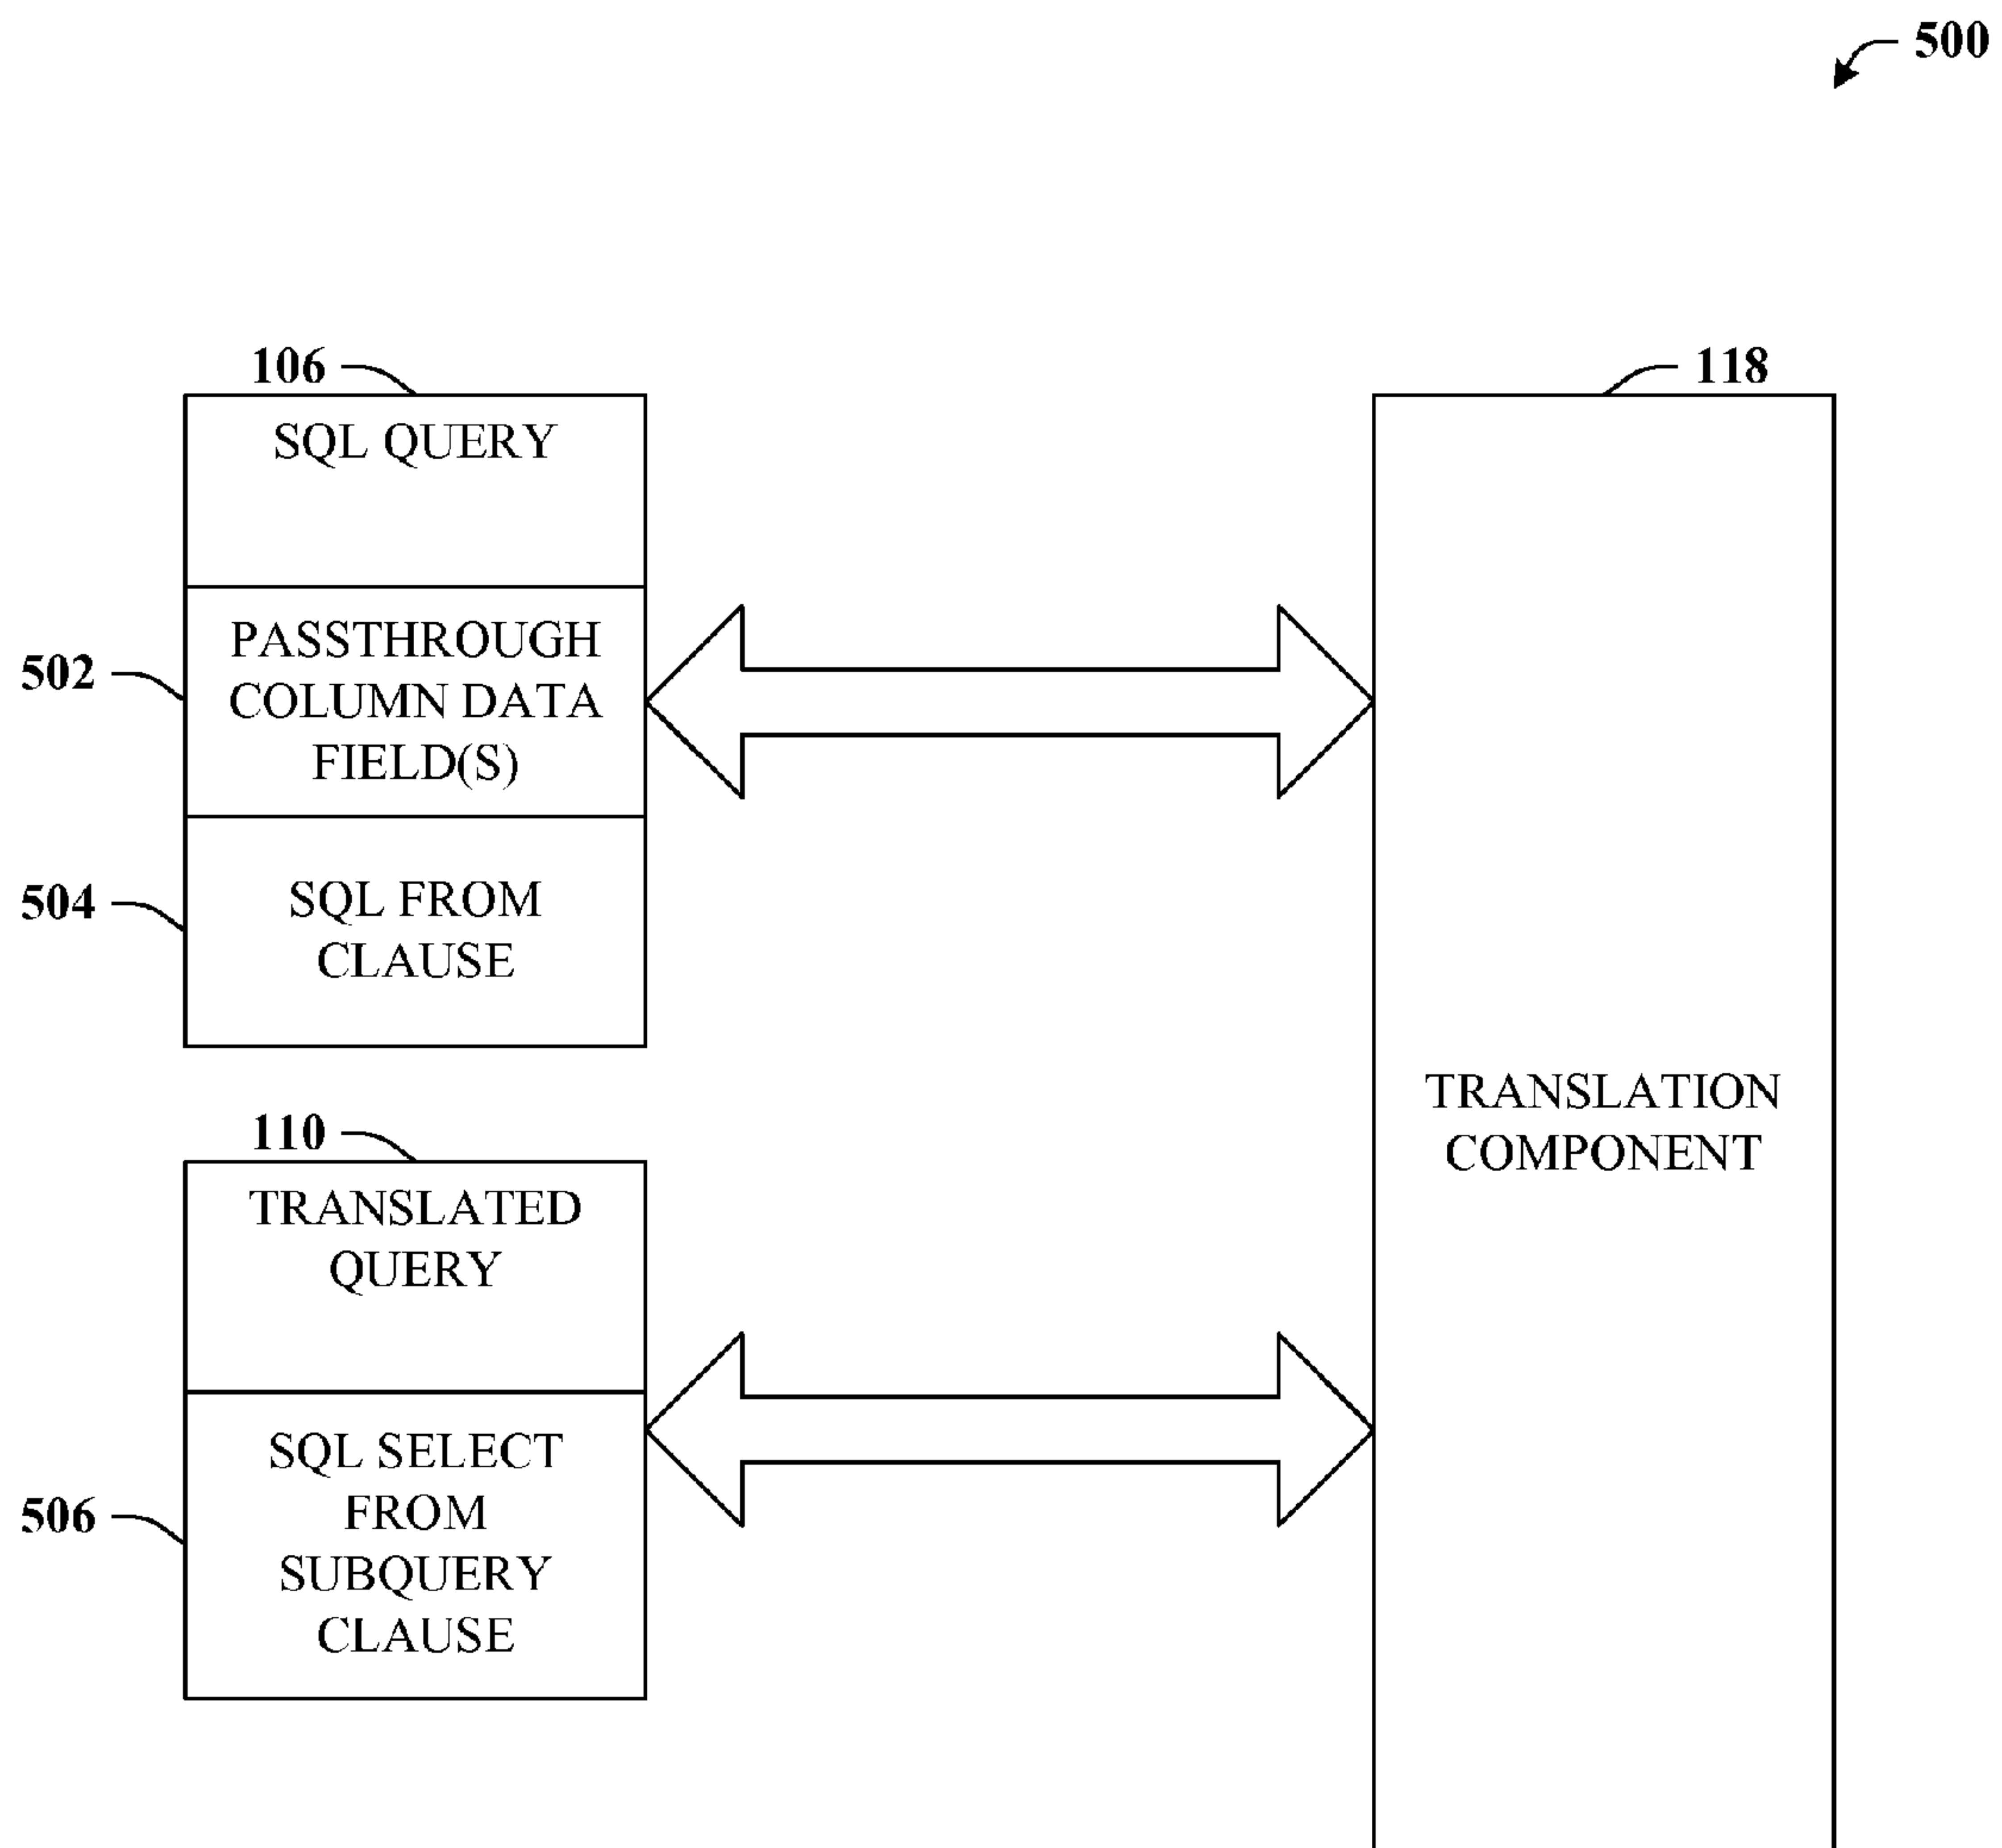 500
106
SQL QUERY
502
PASSTHROUGH
COLUMN DATA
FIELD(S)
504
SQL FROM
CLAUSE
110
TRANSLATED
QUERY
506
SQL SELECT
FROM
SUBQUERY
CLAUSE
118
TRANSLATION
COMPONENT